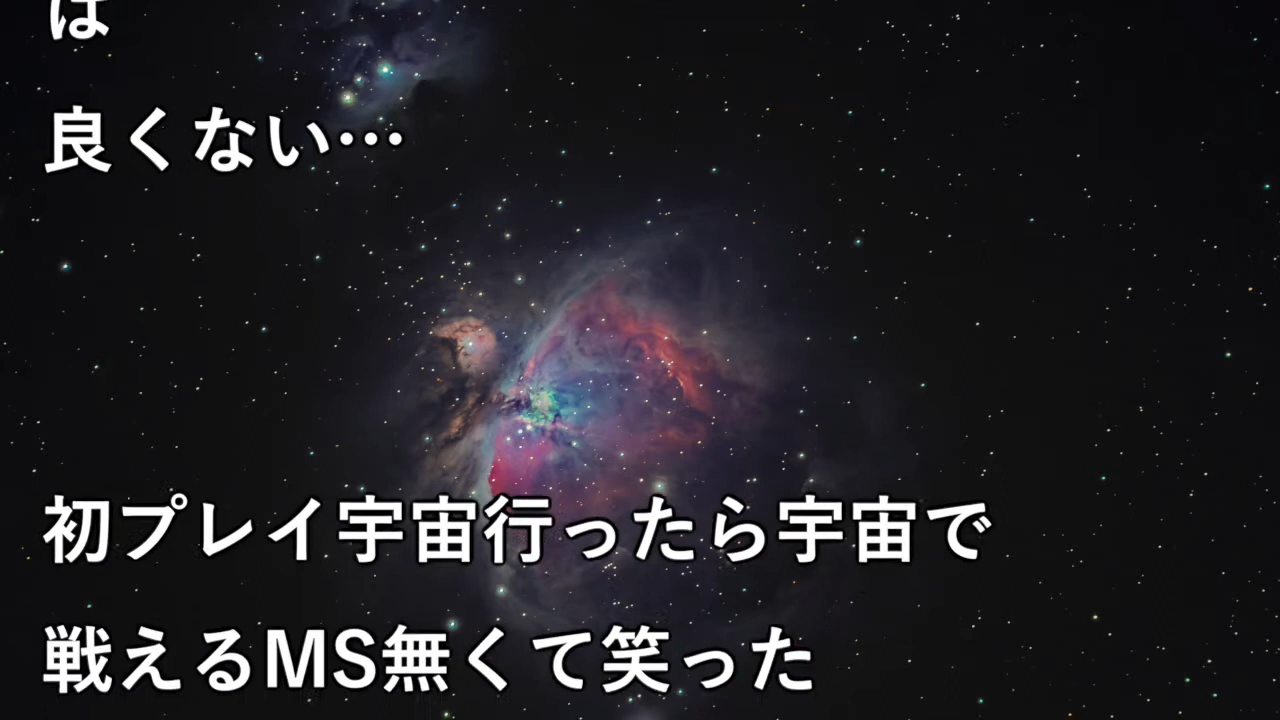 は
良くない…
初プレイ宇宙行ったら宇宙で
戦えるMS無くて笑った